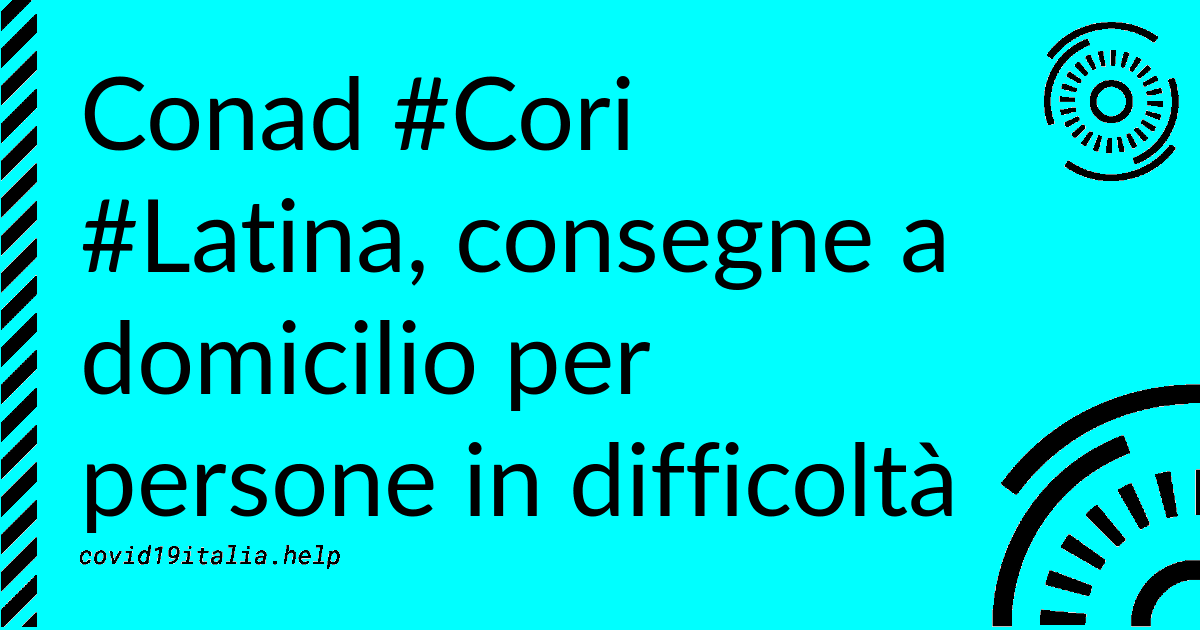 Conad #Cori
#Latina, consegne a
domicilio per
persone in difficoltà
covid19italia.help